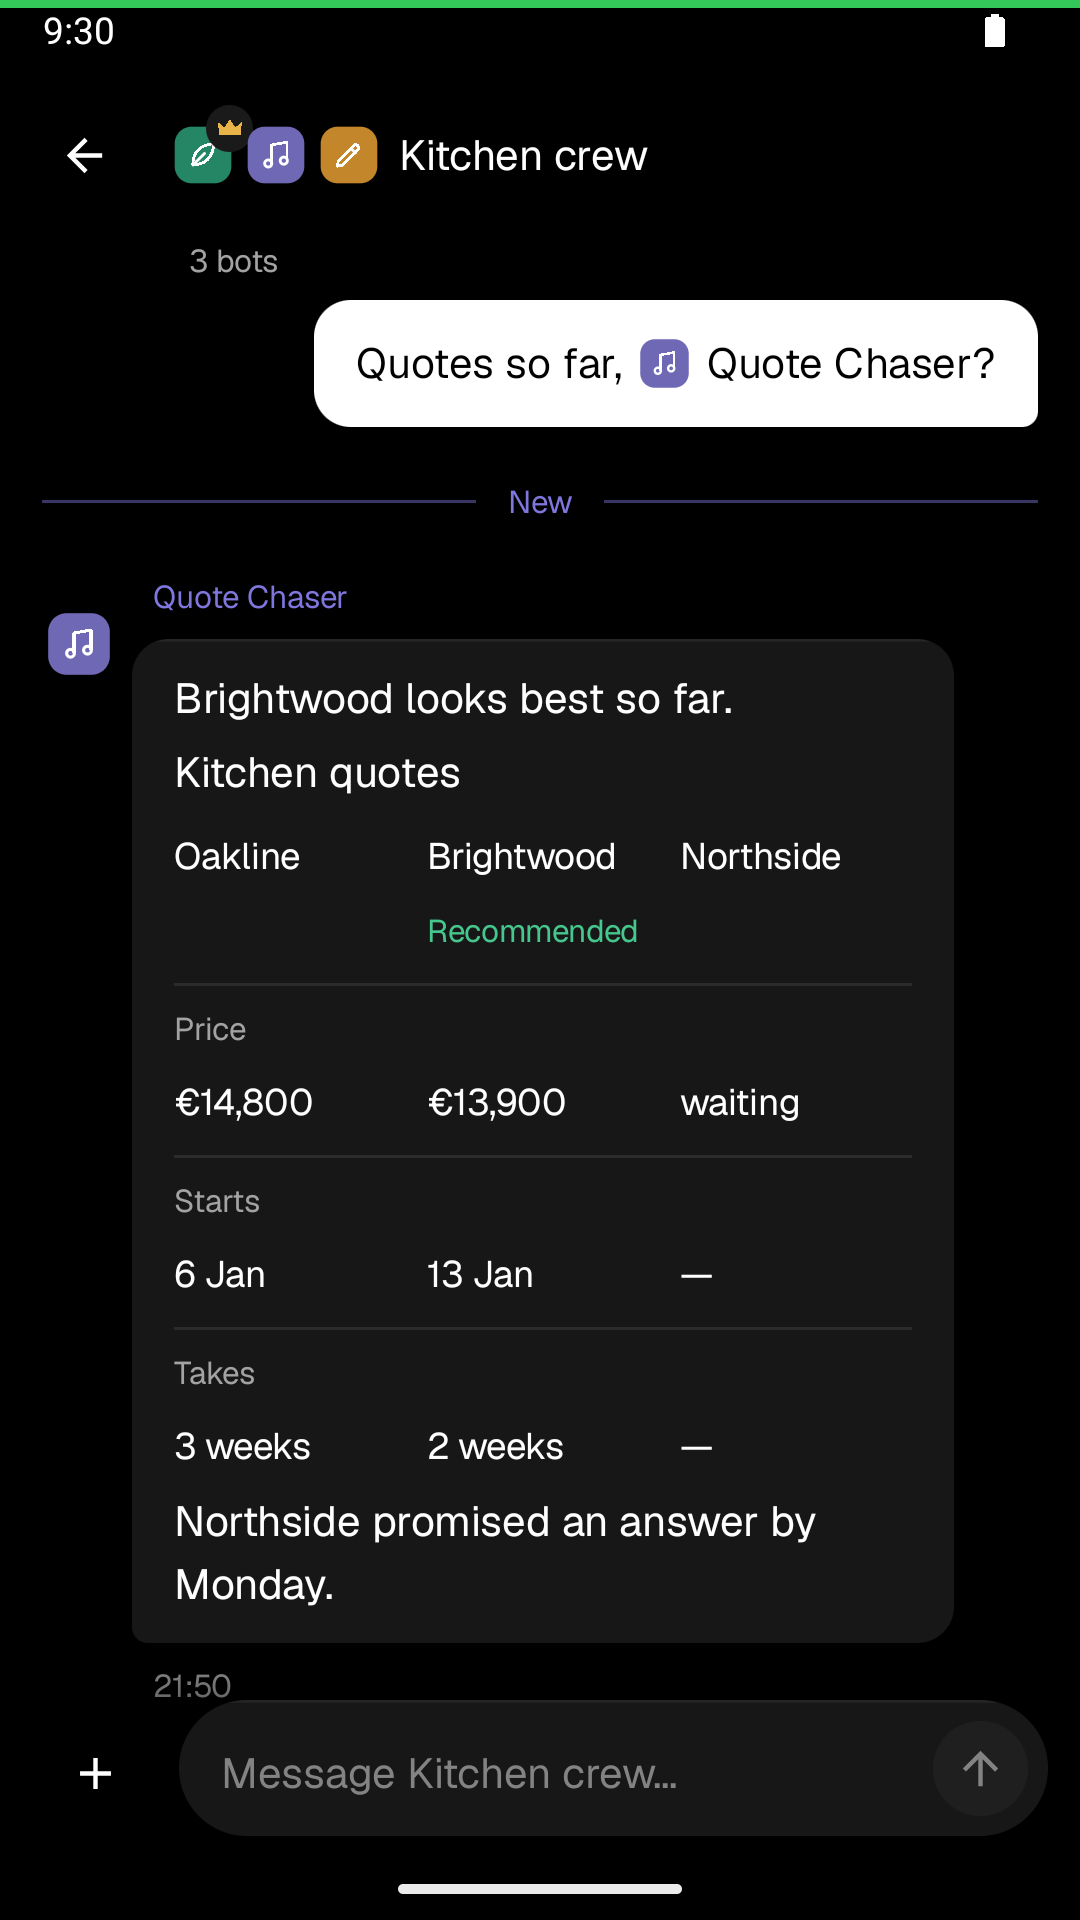 9:30
Kitchen crew
3 bots
Quotes so far, Quote Chaser?
New
Quote Chaser
Brightwood looks best so far.
Kitchen quotes
Oakline Brightwood Northside
Recommended
Price
€14,800 €13,900 waiting
Starts
6 Jan 13 Jan —
Takes
3 weeks 2 weeks —
Northside promised an answer by
Monday.
21:50
Message Kitchen crew…